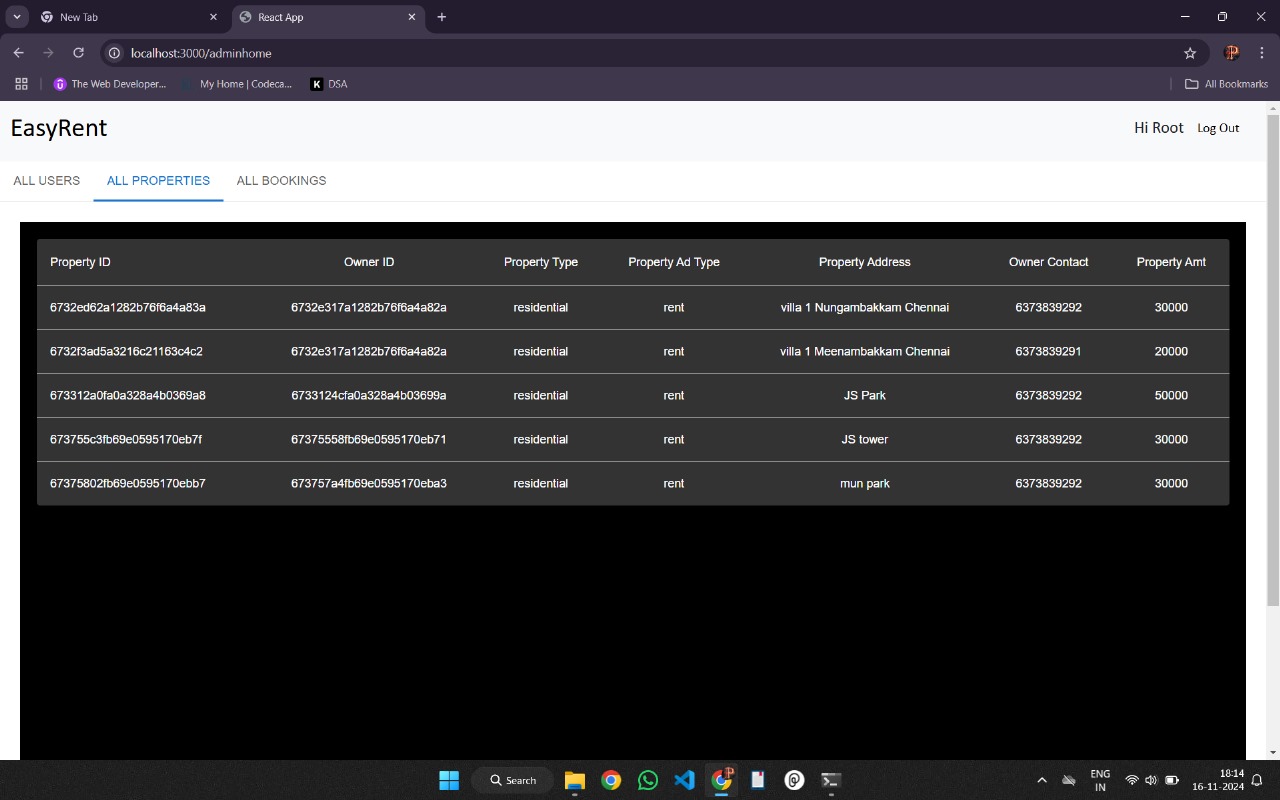 New Tab
React App
localhost:3000/adminhome
The Web Developer...
My Home | Codeca...
K
DSA
All Bookmarks
EasyRent
Hi Root
Log Out
ALL USERS ALL PROPERTIES ALL BOOKINGS
Property ID Owner ID Property Type Property Ad Type Property Address Owner Contact Property Amt
6732ed62a1282b76f6a4a83a 6732e317a1282b76f6a4a82a residential rent villa 1 Nungambakkam Chennai 6373839292 30000
6732f3ad5a3216c21163c4c2 6732e317a1282b76f6a4a82a residential rent villa 1 Meenambakkam Chennai 6373839291 20000
673312a0fa0a328a4b0369a8 6733124cfa0a328a4b03699a residential rent JS Park 6373839292 50000
673755c3fb69e0595170eb7f 67375558fb69e0595170eb71 residential rent JS tower 6373839292 30000
67375802fb69e0595170ebb7 673757a4fb69e0595170eba3 residential rent mun park 6373839292 30000
Search
ENG
IN
18:14
16-11-2024